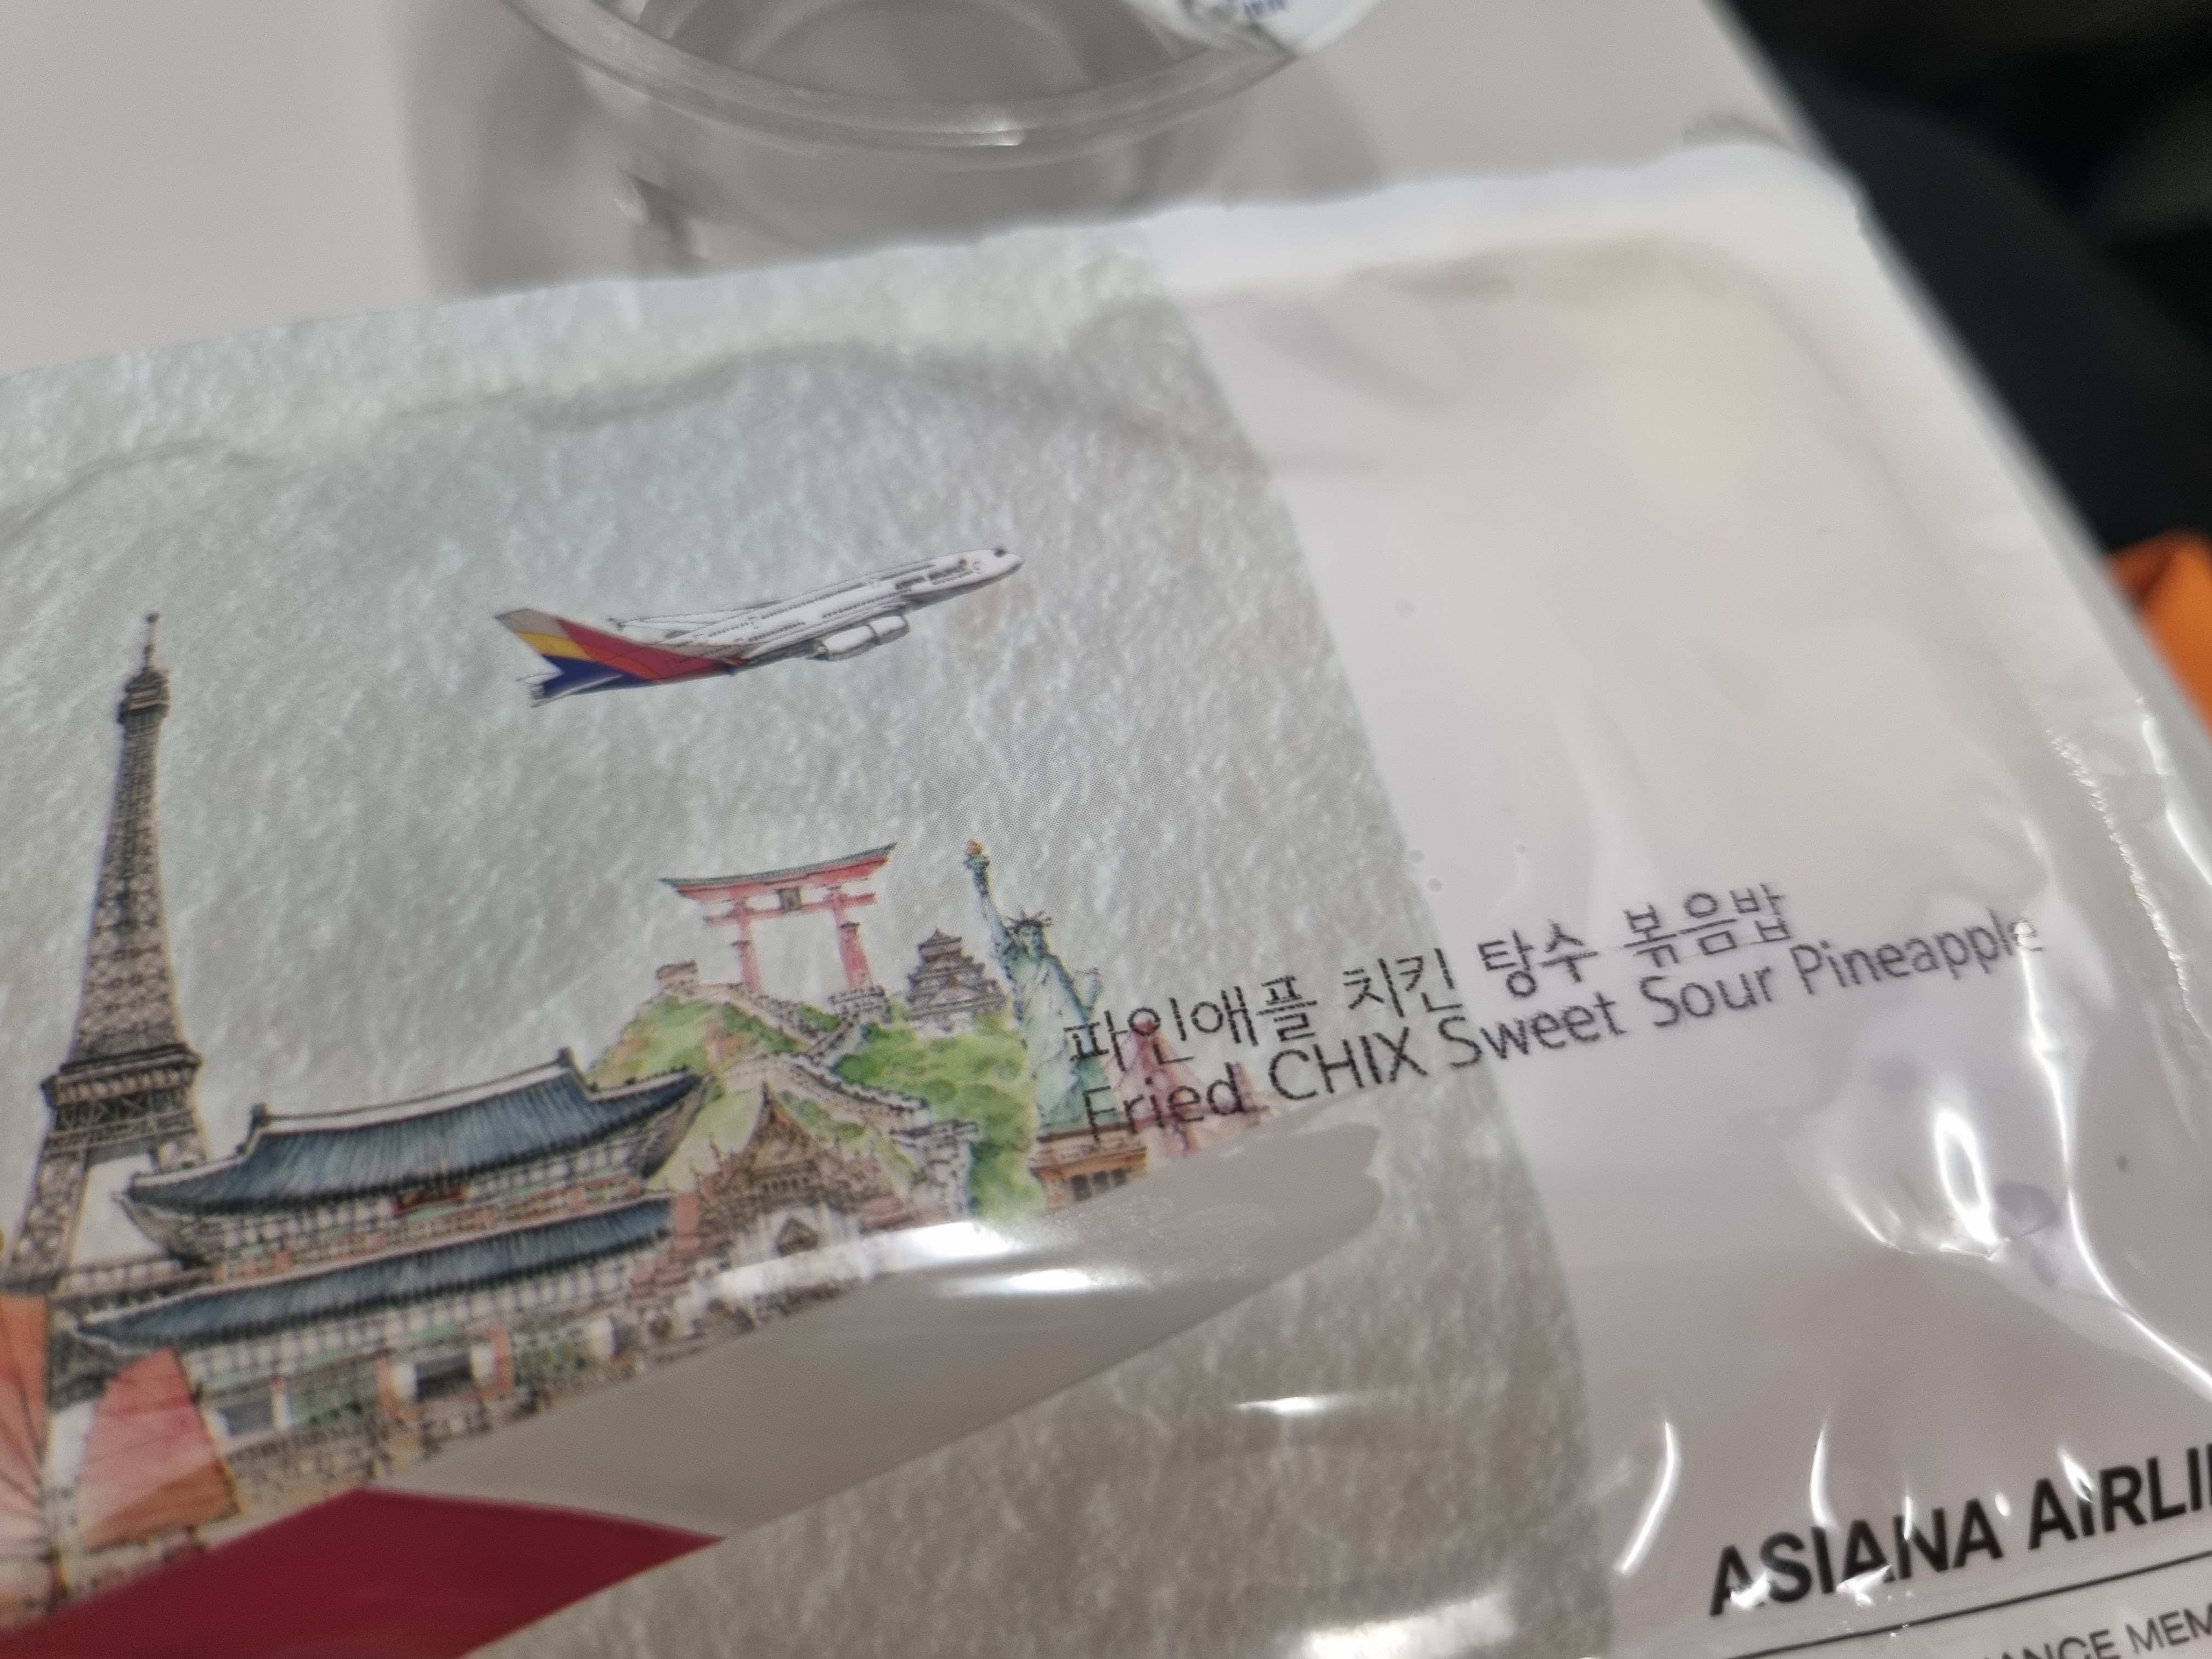 파인애플 치킨 탕수 볶음밥
Fried CHIX Sweet Sour Pineapple
ASIANA AIRLI